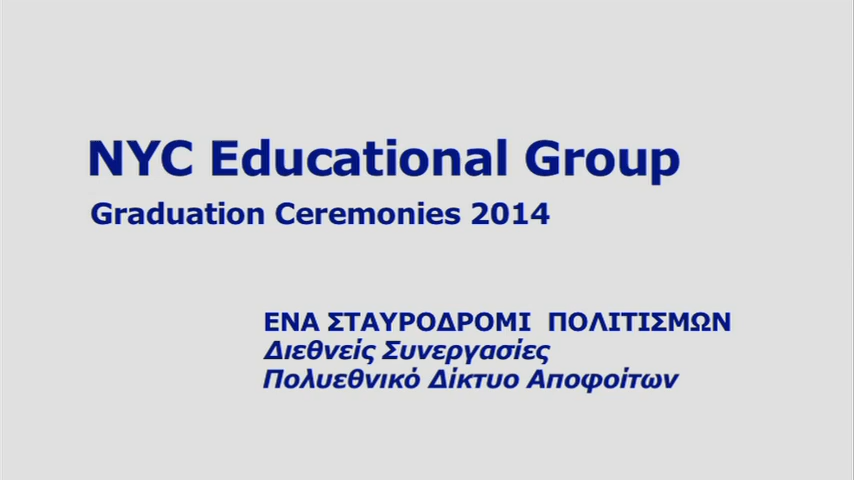 NYC Educational Group
Graduation Ceremonies 2014
ΕΝΑ ΣΤΑΥΡΟΔΡΟΜΙ ΠΟΛΙΤΙΣΜΩΝ
Διεθνείς Συνεργασίες
Πολυεθνικό Δίκτυο Αποφοίτων